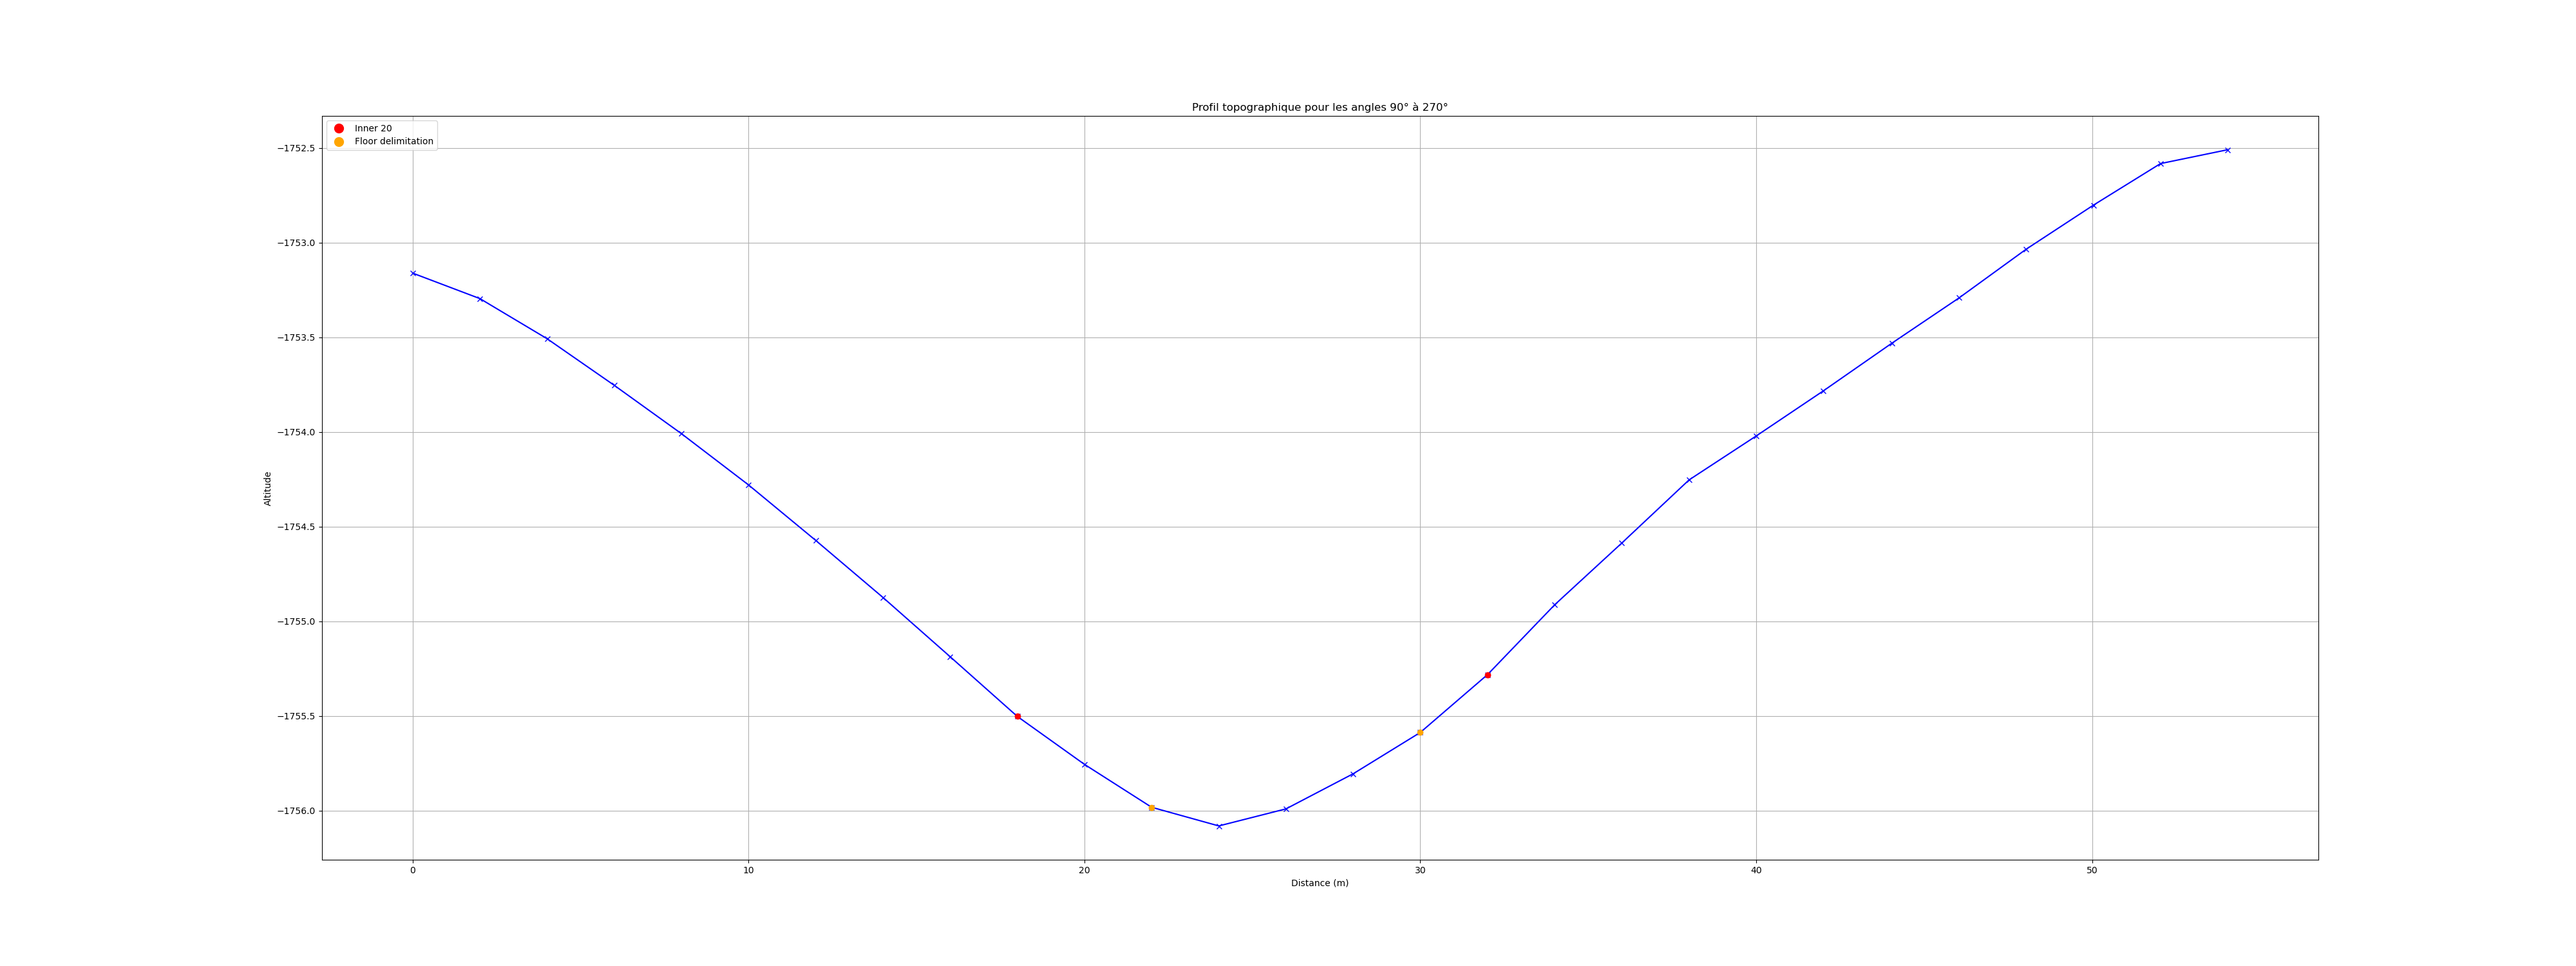 Profil topographique pour les angles 90° à 270°
Inner 20
Floor delimitation
−1752.5
−1753.0
−1753.5
−1754.0
−1754.5
−1755.0
−1755.5
−1756.0
Altitude
0 10 20 30 40 50
Distance (m)